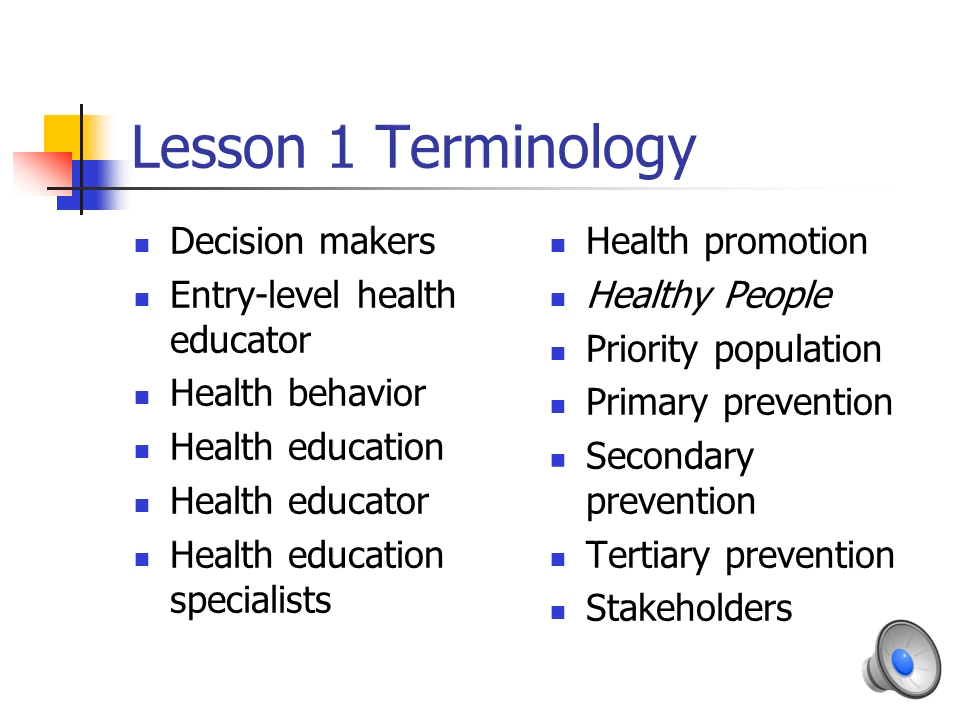 Lesson 1 Terminology
Decision makers
Entry-level health
educator
Health behavior
Health education
Health educator
Health education
specialists
Health promotion
Healthy People
Priority population
Primary prevention
Secondary
prevention
Tertiary prevention
Stakeholders